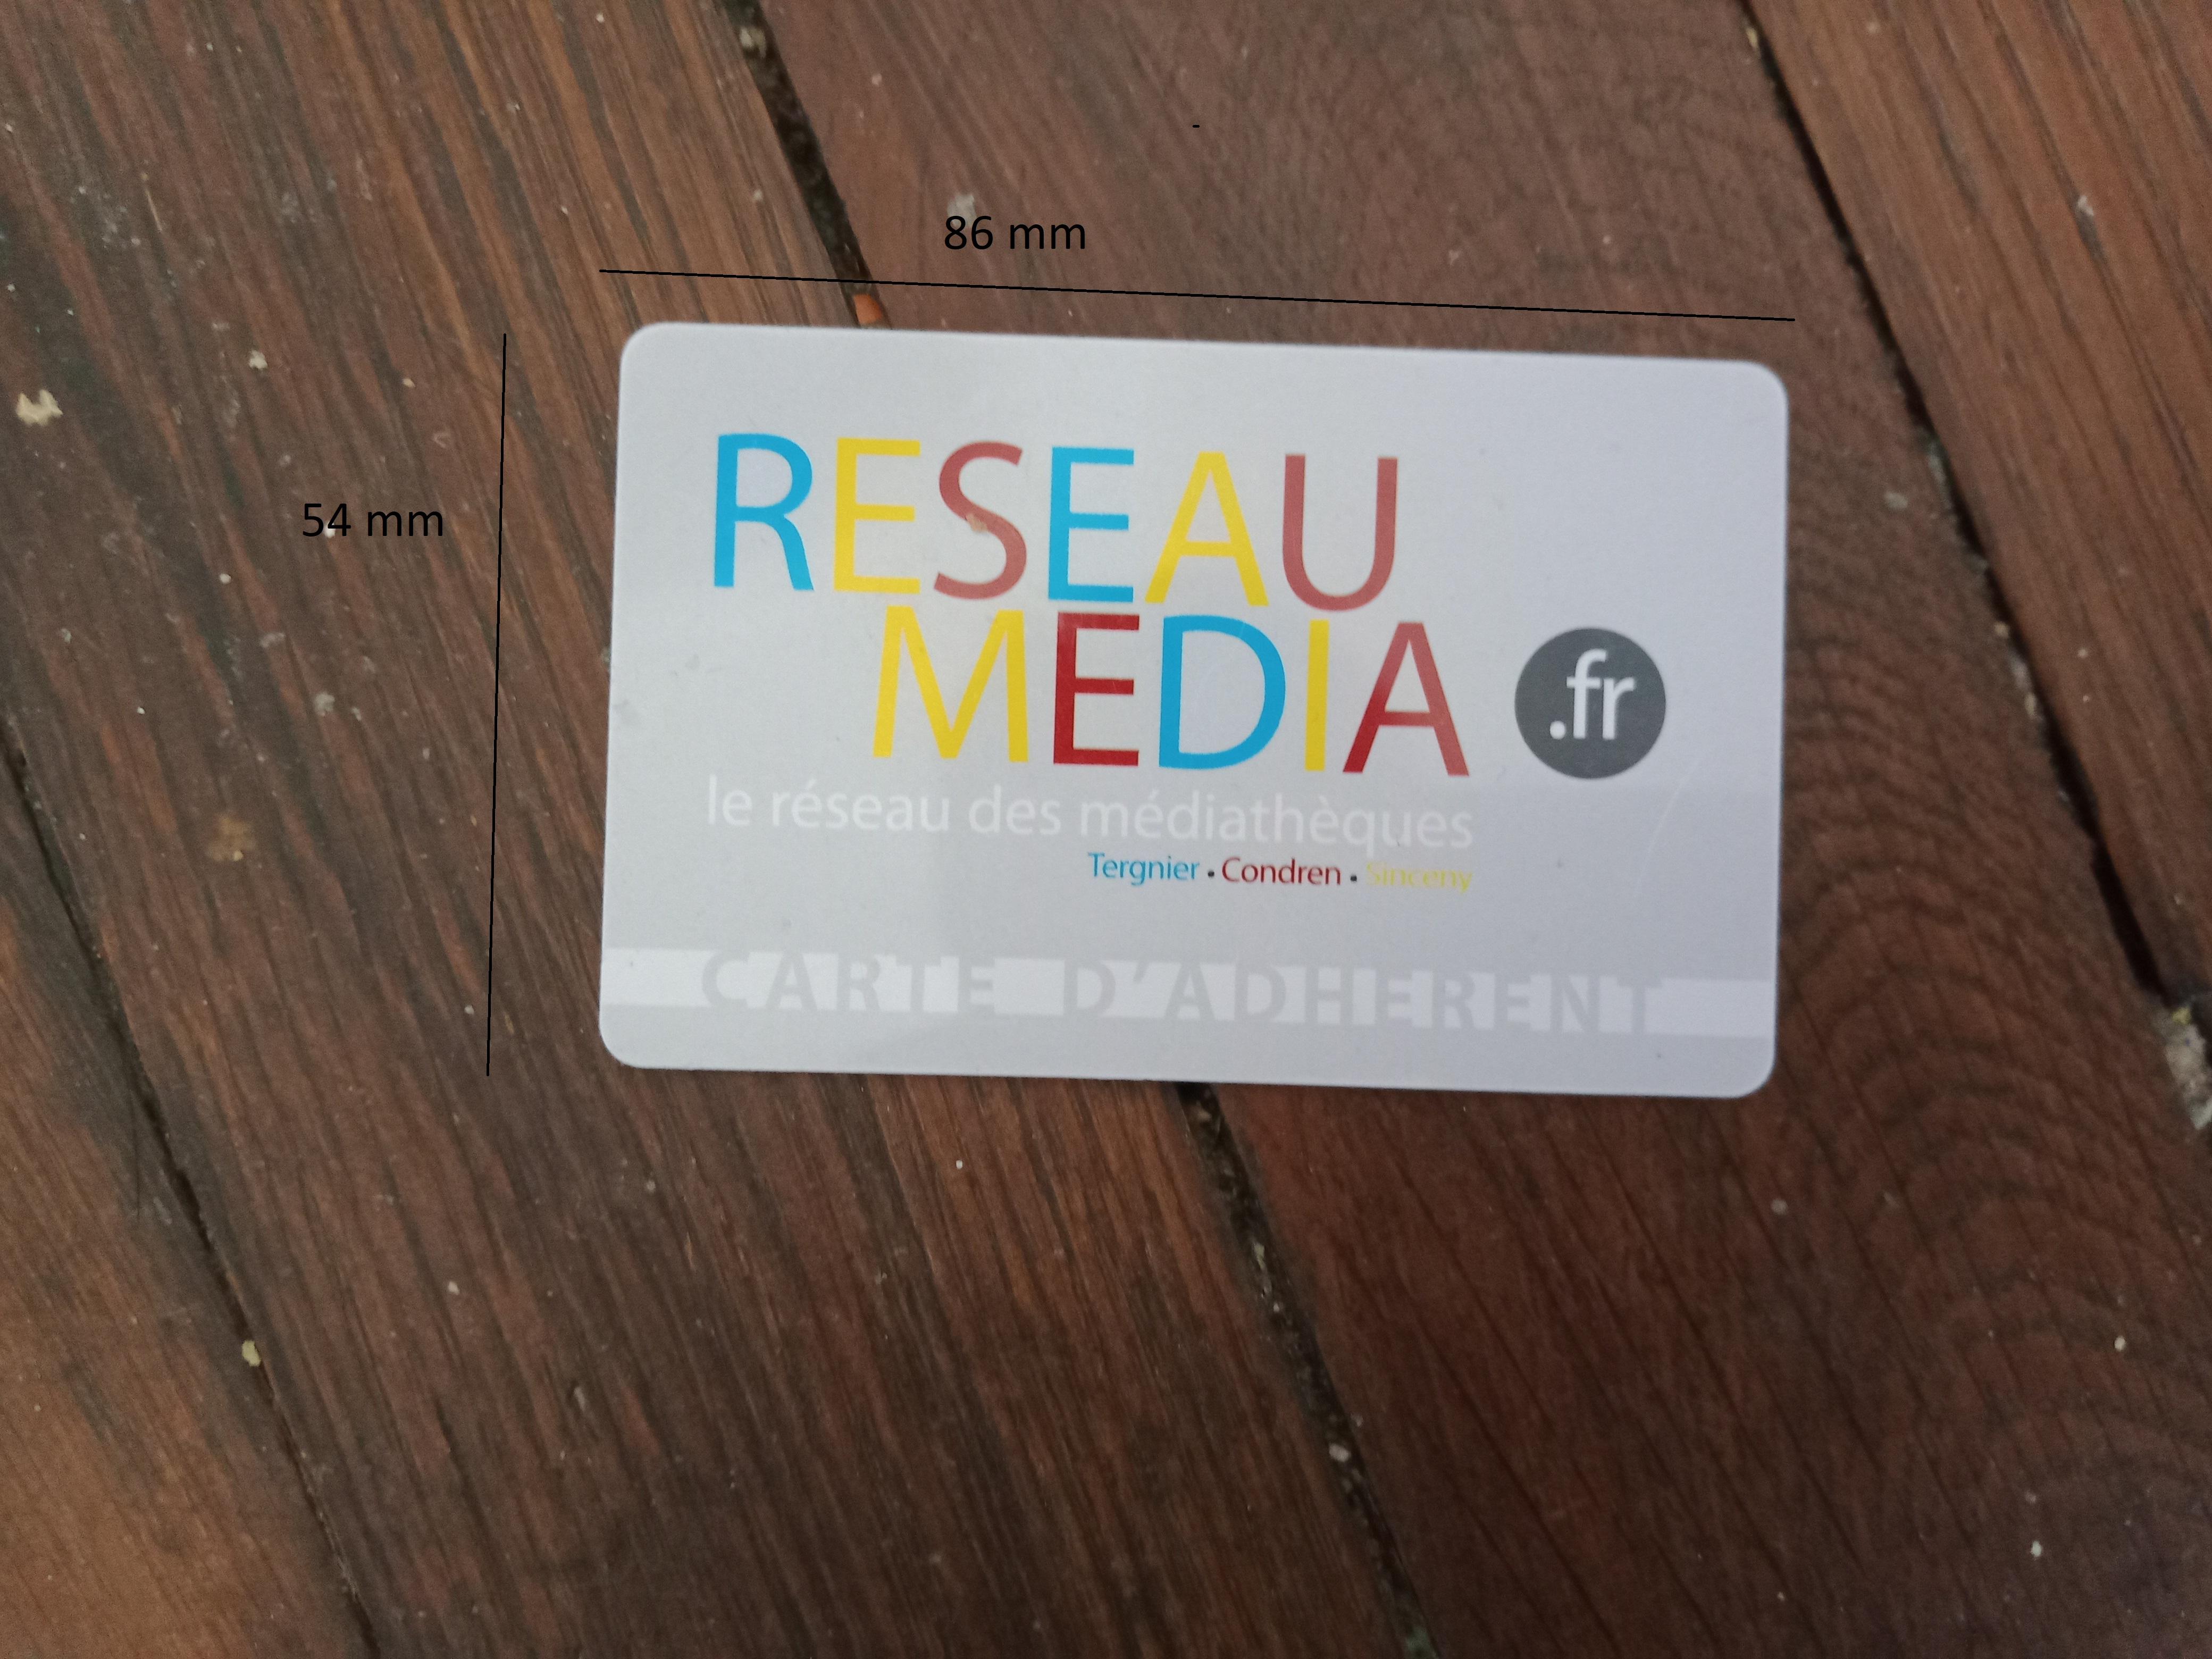 86 mm
54 mm
RESEAU
MEDIA .fr
le réseau des médiathèques
Tergnier • Condren • Sinceny
CARTE D'ADHERENT